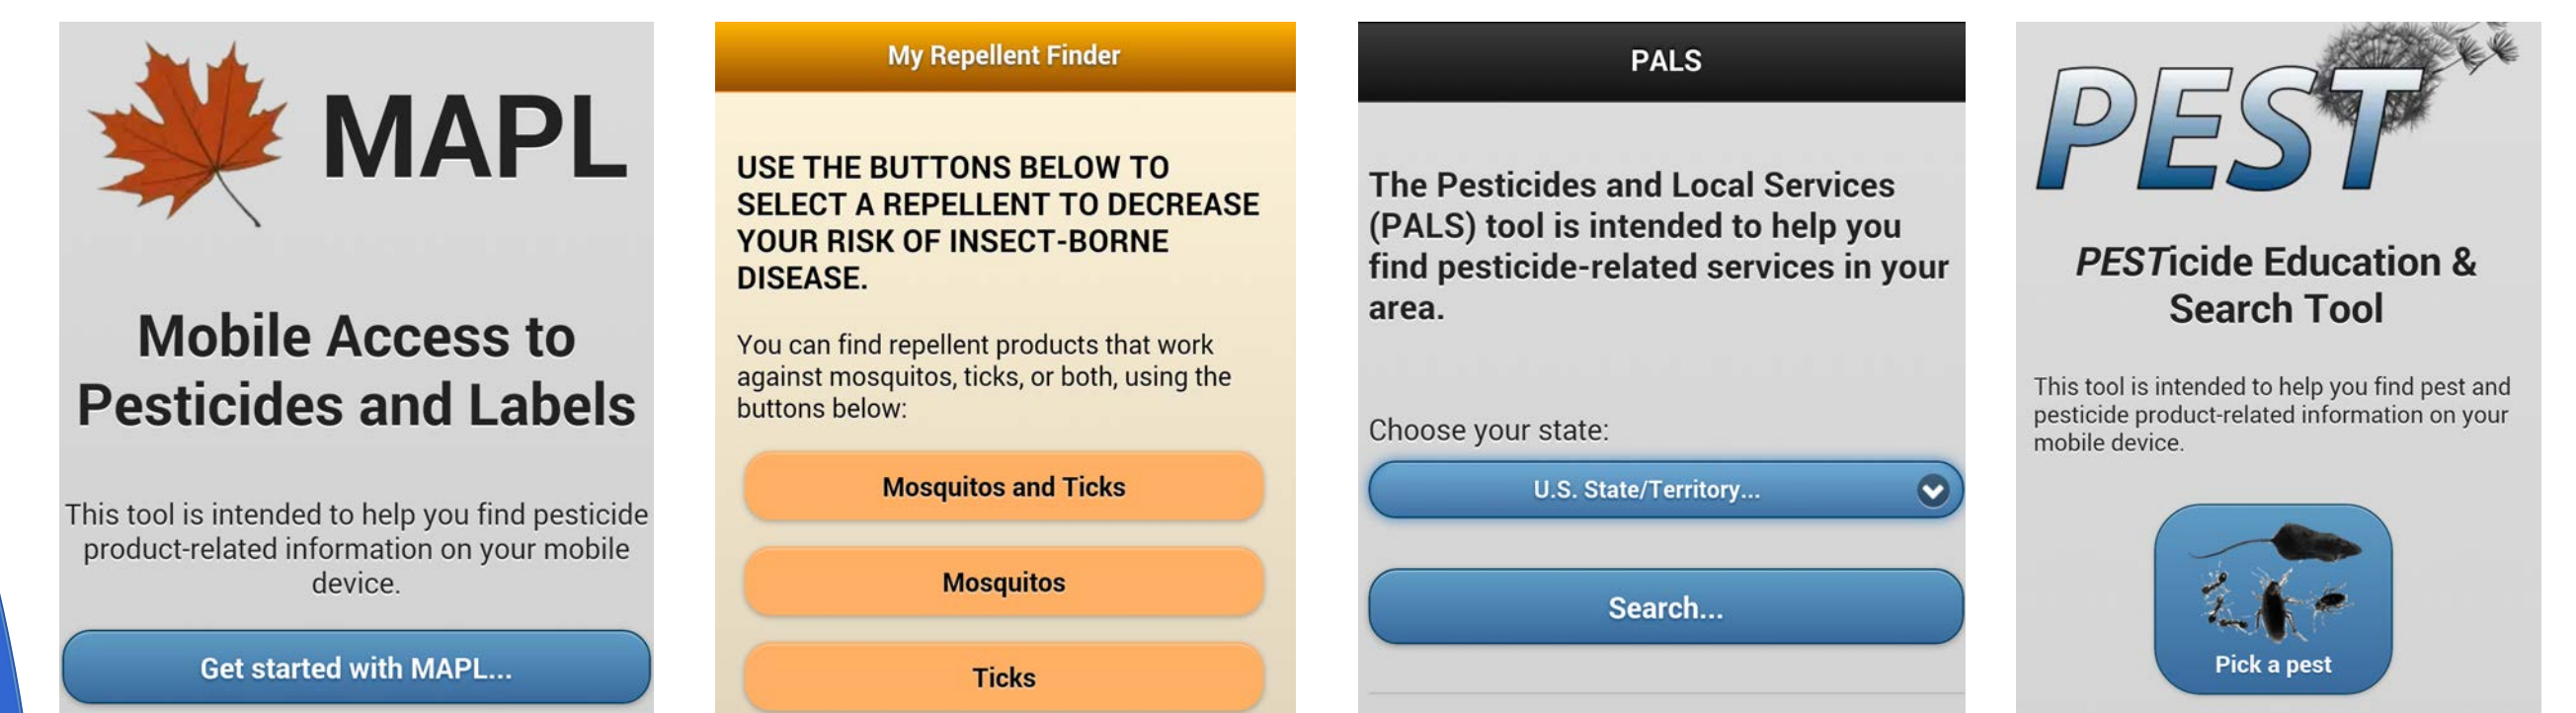 MAPL
Mobile Access to
Pesticides and Labels
This tool is intended to help you find pesticide
product-related information on your mobile
device.
Get started with MAPL...
My Repellent Finder
USE THE BUTTONS BELOW TO
SELECT A REPELLENT TO DECREASE
YOUR RISK OF INSECT-BORNE
DISEASE.
You can find repellent products that work
against mosquitos, ticks, or both, using the
buttons below:
Mosquitos and Ticks
Mosquitos
Ticks
PALS
The Pesticides and Local Services
(PALS) tool is intended to help you
find pesticide-related services in your
area.
Choose your state:
U.S. State/Territory...
Search...
PEST
PESTicide Education &
Search Tool
This tool is intended to help you find pest and
pesticide product-related information on your
mobile device.
Pick a pest